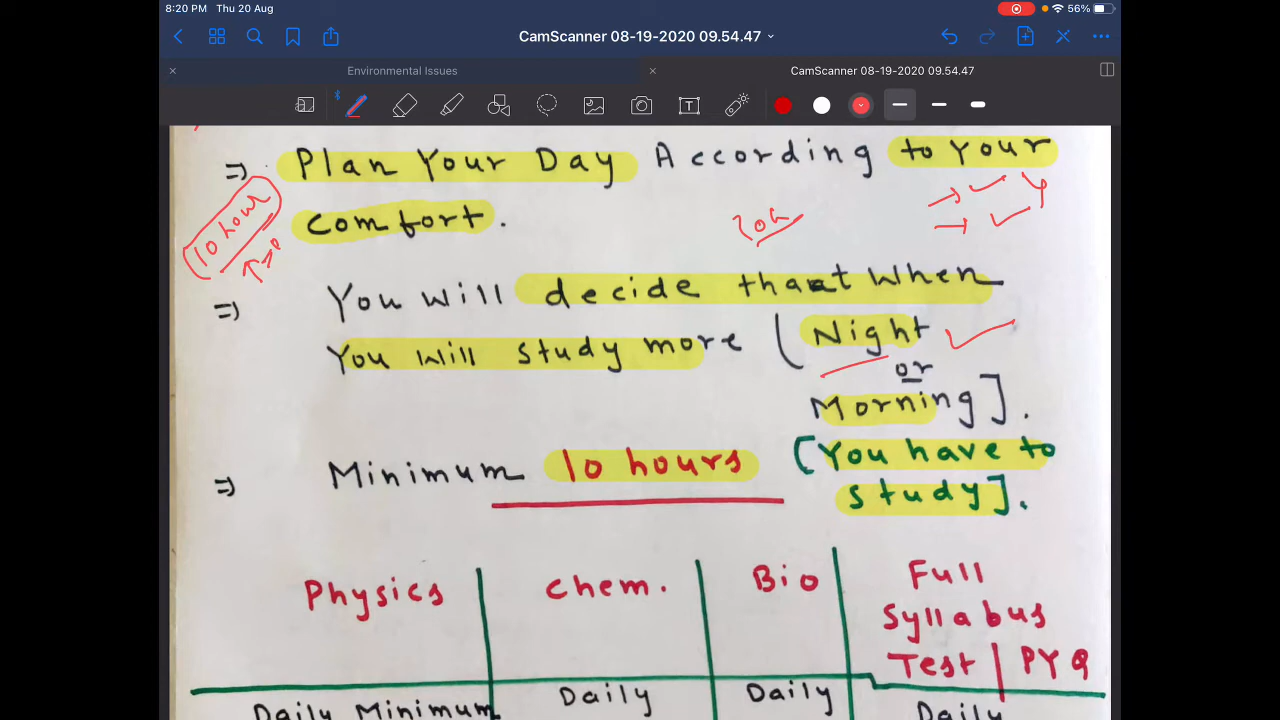 8:20 PM Thu 20 Aug
56%
CamScanner 08-19-2020 09.54.47
Environmental Issues
CamScanner 08-19-2020 09.54.47
T
=> Plan Your Day According to Your
comfort.
10 hour
=> You will decide that When
You Will study more (Night
or
Morning].
=> Minimum 10 hours [You have to
study].
Physics Chem. Bio Full
Syllabus
Test | PYQ
Daily Minimum Daily Daily Daily